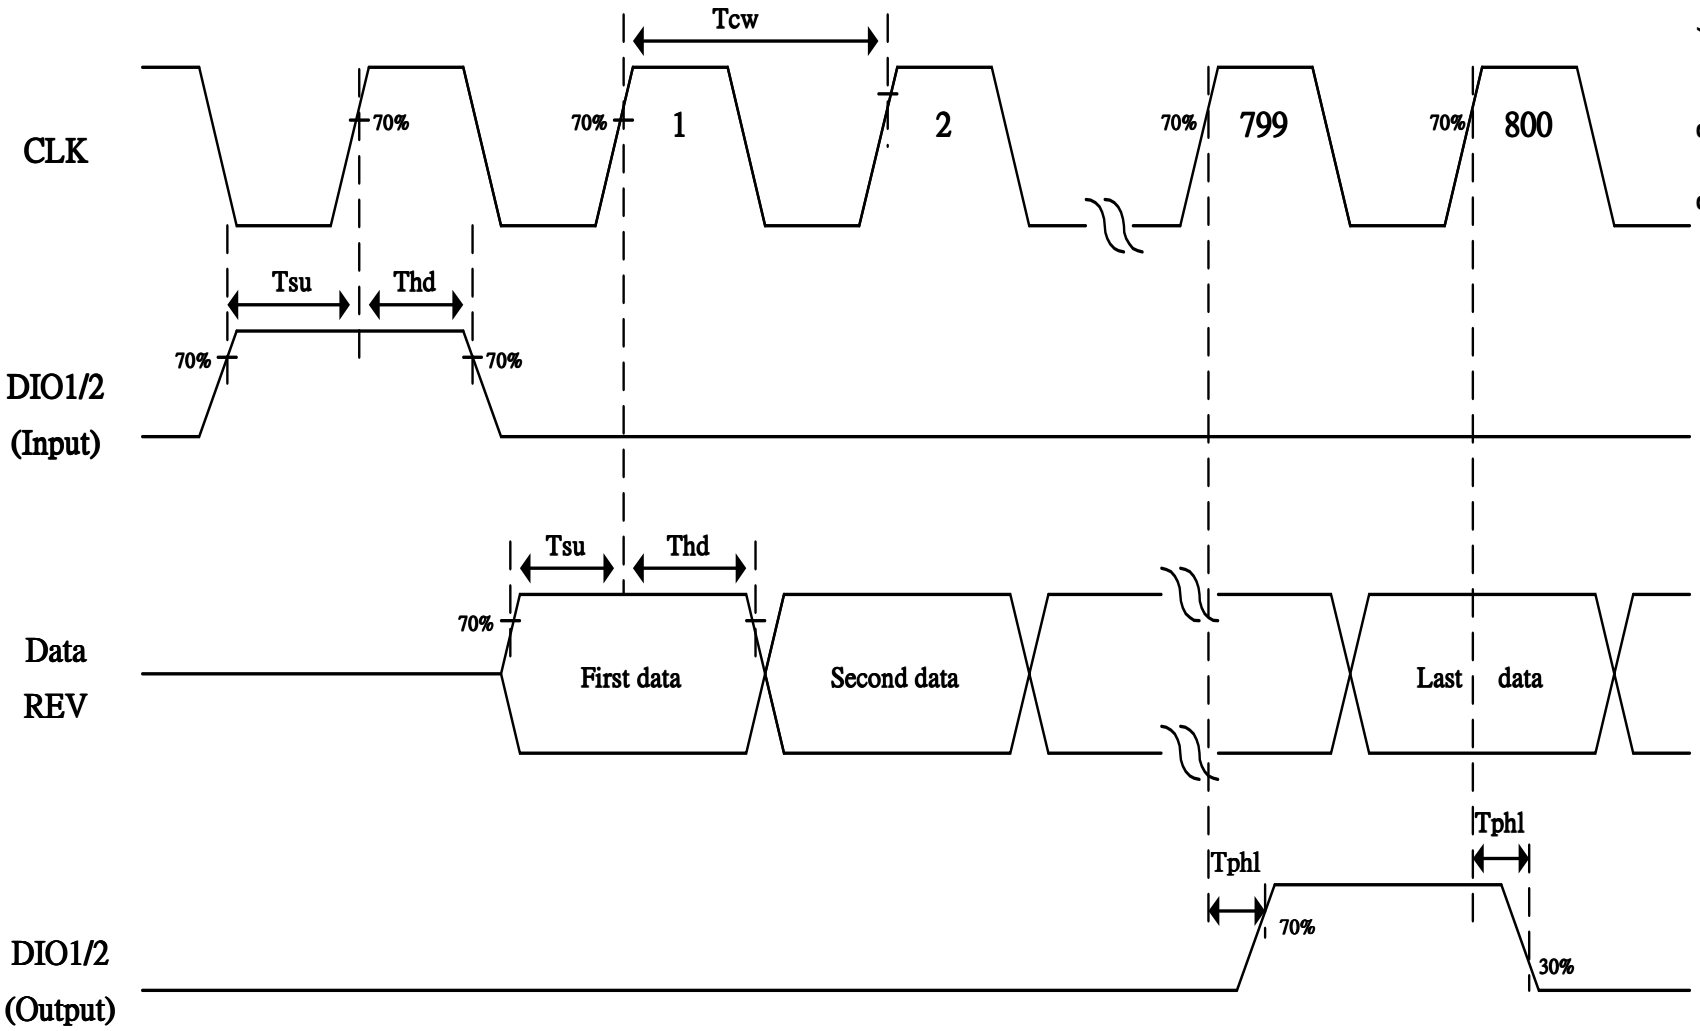 Tcw
CLK
70%
70%
1
2
70%
799
70%
800
Tsu
Thd
70%
70%
DIO1/2
(Input)
Tsu
Thd
70%
Data
REV
First data
Second data
Last data
Tphl
Tphl
70%
DIO1/2
(Output)
30%